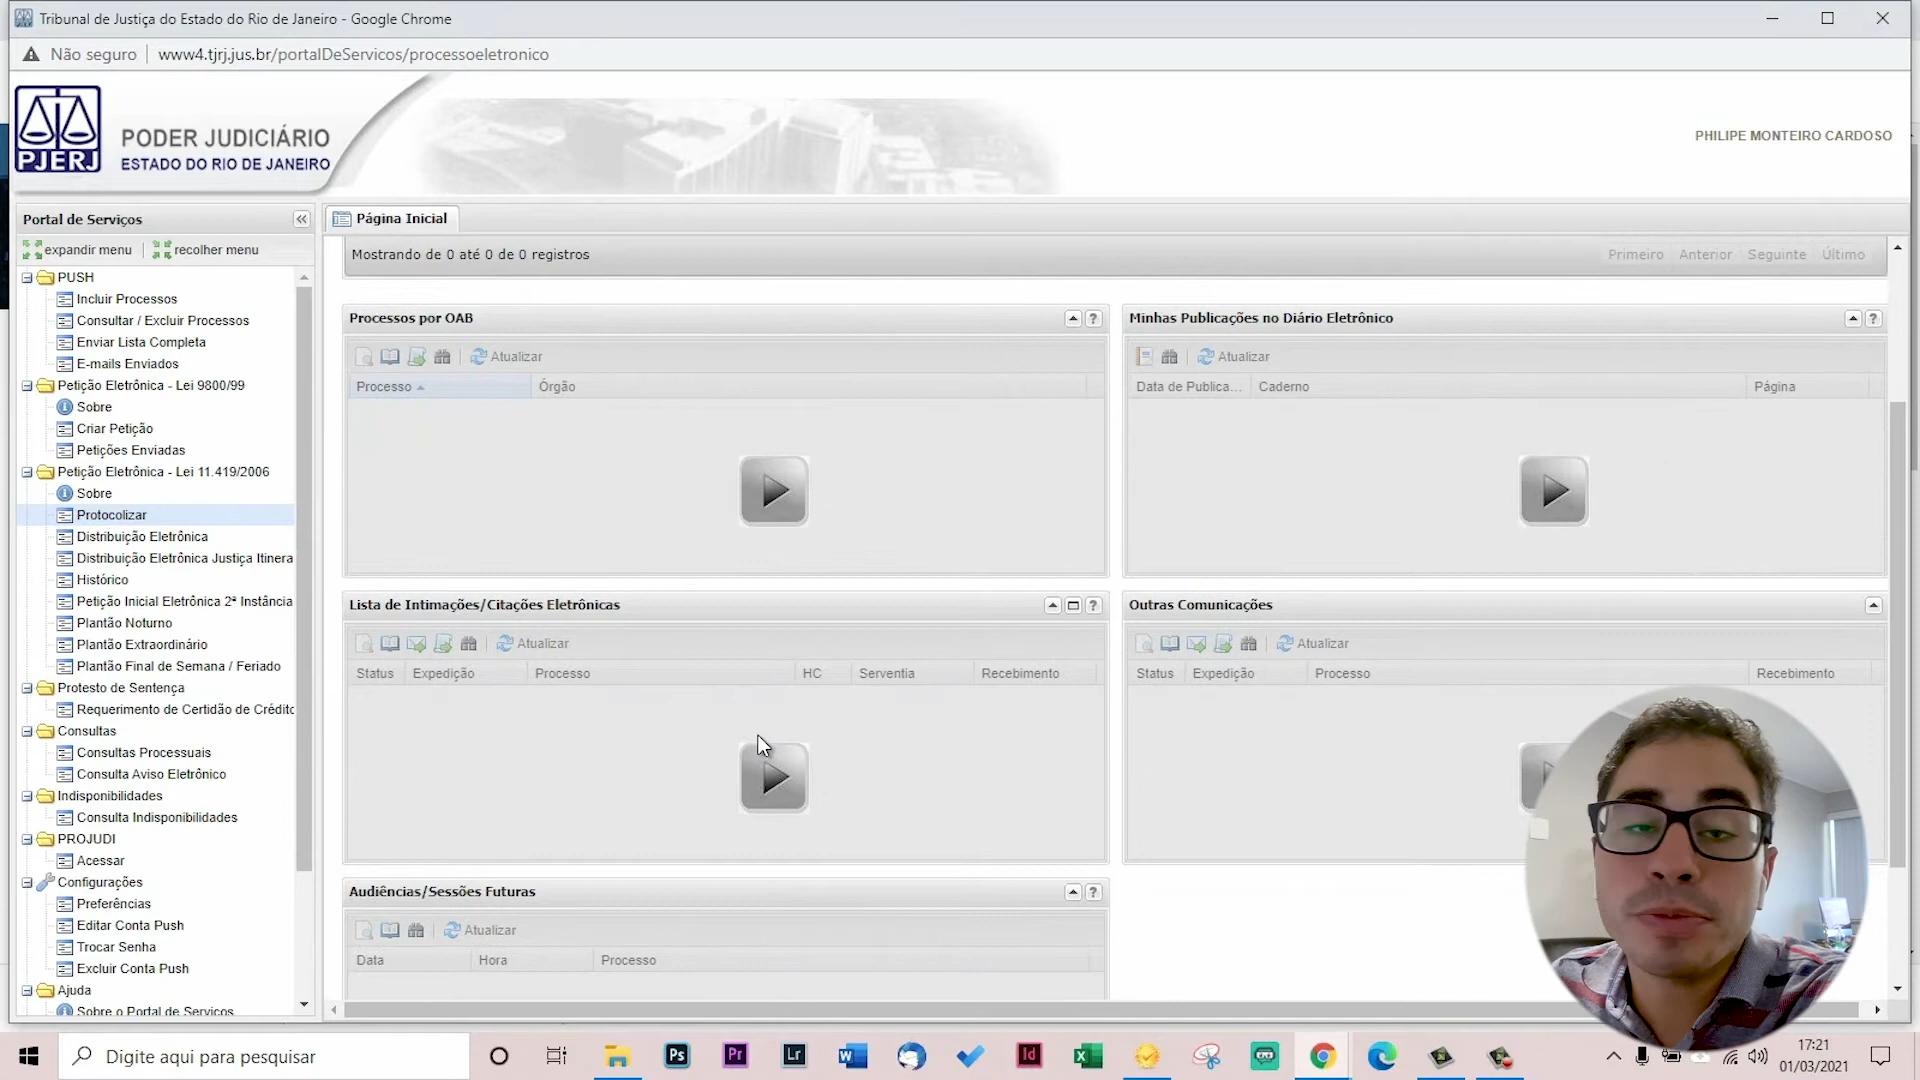 Tribunal de Justiça do Estado do Rio de Janeiro - Google Chrome
Não seguro
www4.tjrj.jus.br/portalDeServicos/processoeletronico
PJERJ
PODER JUDICIÁRIO
ESTADO DO RIO DE JANEIRO
PHILIPE MONTEIRO CARDOSO
Portal de Serviços
expandir menu
recolher menu
PUSH
Incluir Processos
Consultar / Excluir Processos
Enviar Lista Completa
E-mails Enviados
Petição Eletrônica - Lei 9800/99
Sobre
Criar Petição
Petições Enviadas
Petição Eletrônica - Lei 11.419/2006
Sobre
Protocolizar
Distribuição Eletrônica
Distribuição Eletrônica Justiça Itinera
Histórico
Petição Inicial Eletrônica 2ª Instância
Plantão Noturno
Plantão Extraordinário
Plantão Final de Semana / Feriado
Protesto de Sentença
Requerimento de Certidão de Crédito
Consultas
Consultas Processuais
Consulta Aviso Eletrônico
Indisponibilidades
Consulta Indisponibilidades
PROJUDI
Acessar
Configurações
Preferências
Editar Conta Push
Trocar Senha
Excluir Conta Push
Ajuda
Sobre o Portal de Serviços
Página Inicial
Mostrando de 0 até 0 de 0 registros
Primeiro Anterior Seguinte Último
Processos por OAB
Atualizar
Processo Órgão
Minhas Publicações no Diário Eletrônico
Atualizar
Data de Publica... Caderno Página
Lista de Intimações/Citações Eletrônicas
Atualizar
Status Expedição Processo HC Serventia Recebimento
Outras Comunicações
Atualizar
Status Expedição Processo Recebimento
Audiências/Sessões Futuras
Atualizar
Data Hora Processo
Digite aqui para pesquisar
Ps
Pr
Lr
Id
17:21
01/03/2021